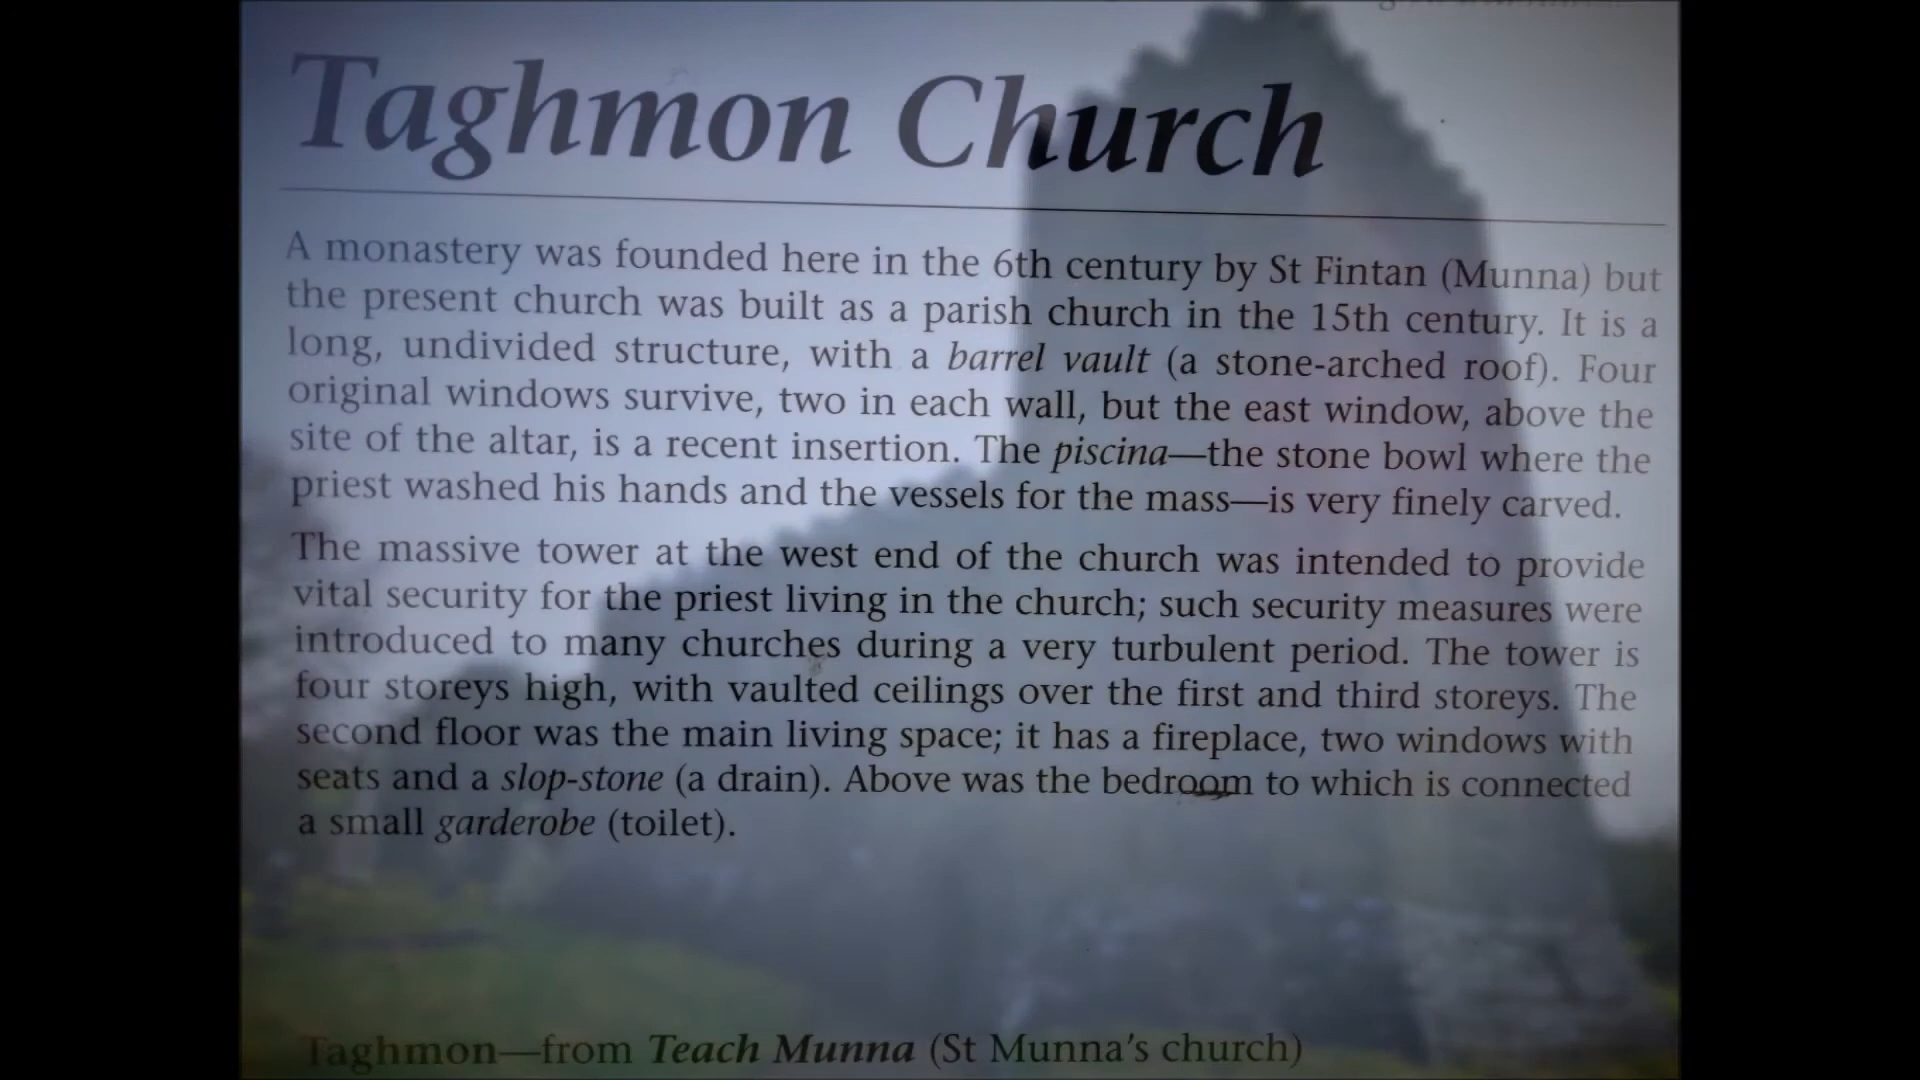 Taghmon Church
A monastery was founded here in the 6th century by St Fintan (Munna) but
the present church was built as a parish church in the 15th century. It is a
long, undivided structure, with a barrel vault (a stone-arched roof). Four
original windows survive, two in each wall, but the east window, above the
site of the altar, is a recent insertion. The piscina—the stone bowl where the
priest washed his hands and the vessels for the mass—is very finely carved.
The massive tower at the west end of the church was intended to provide
vital security for the priest living in the church; such security measures were
introduced to many churches during a very turbulent period. The tower is
four storeys high, with vaulted ceilings over the first and third storeys. The
second floor was the main living space; it has a fireplace, two windows with
seats and a slop-stone (a drain). Above was the bedroom to which is connected
a small garderobe (toilet).
Taghmon—from Teach Munna (St Munna's church)